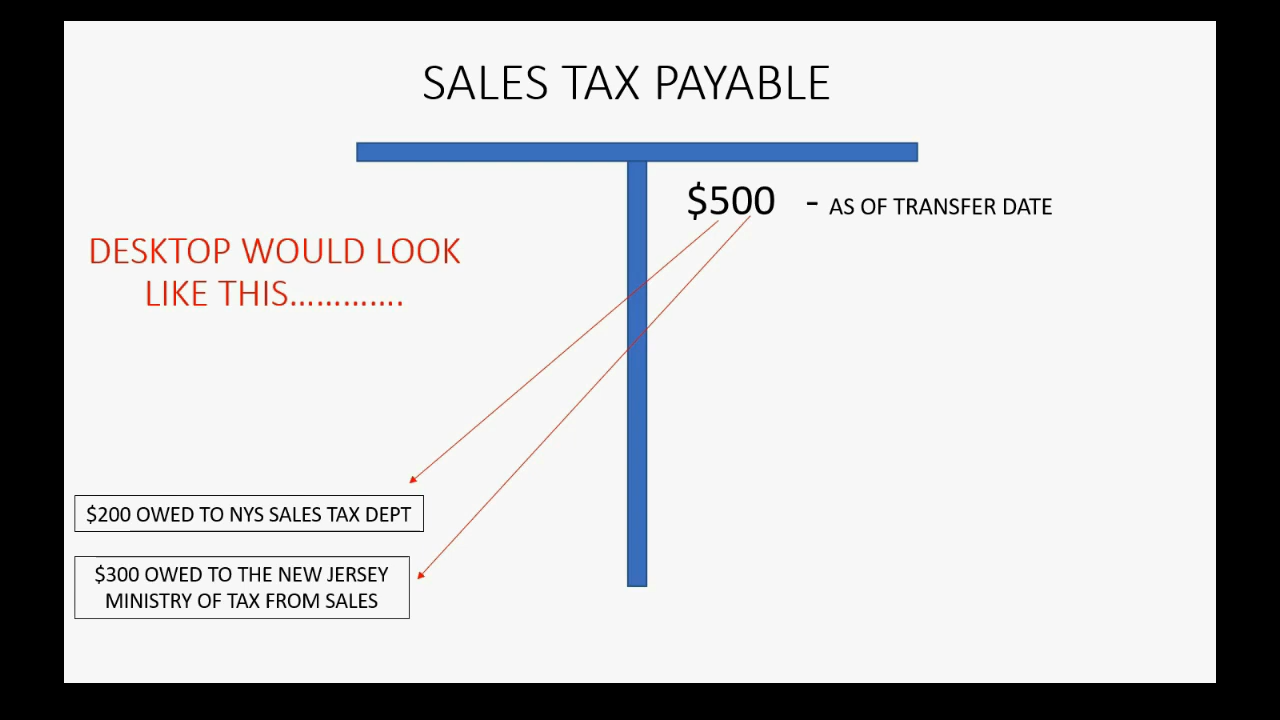 SALES TAX PAYABLE
$500 - AS OF TRANSFER DATE
DESKTOP WOULD LOOK
LIKE THIS.............
$200 OWED TO NYS SALES TAX DEPT
$300 OWED TO THE NEW JERSEY
MINISTRY OF TAX FROM SALES